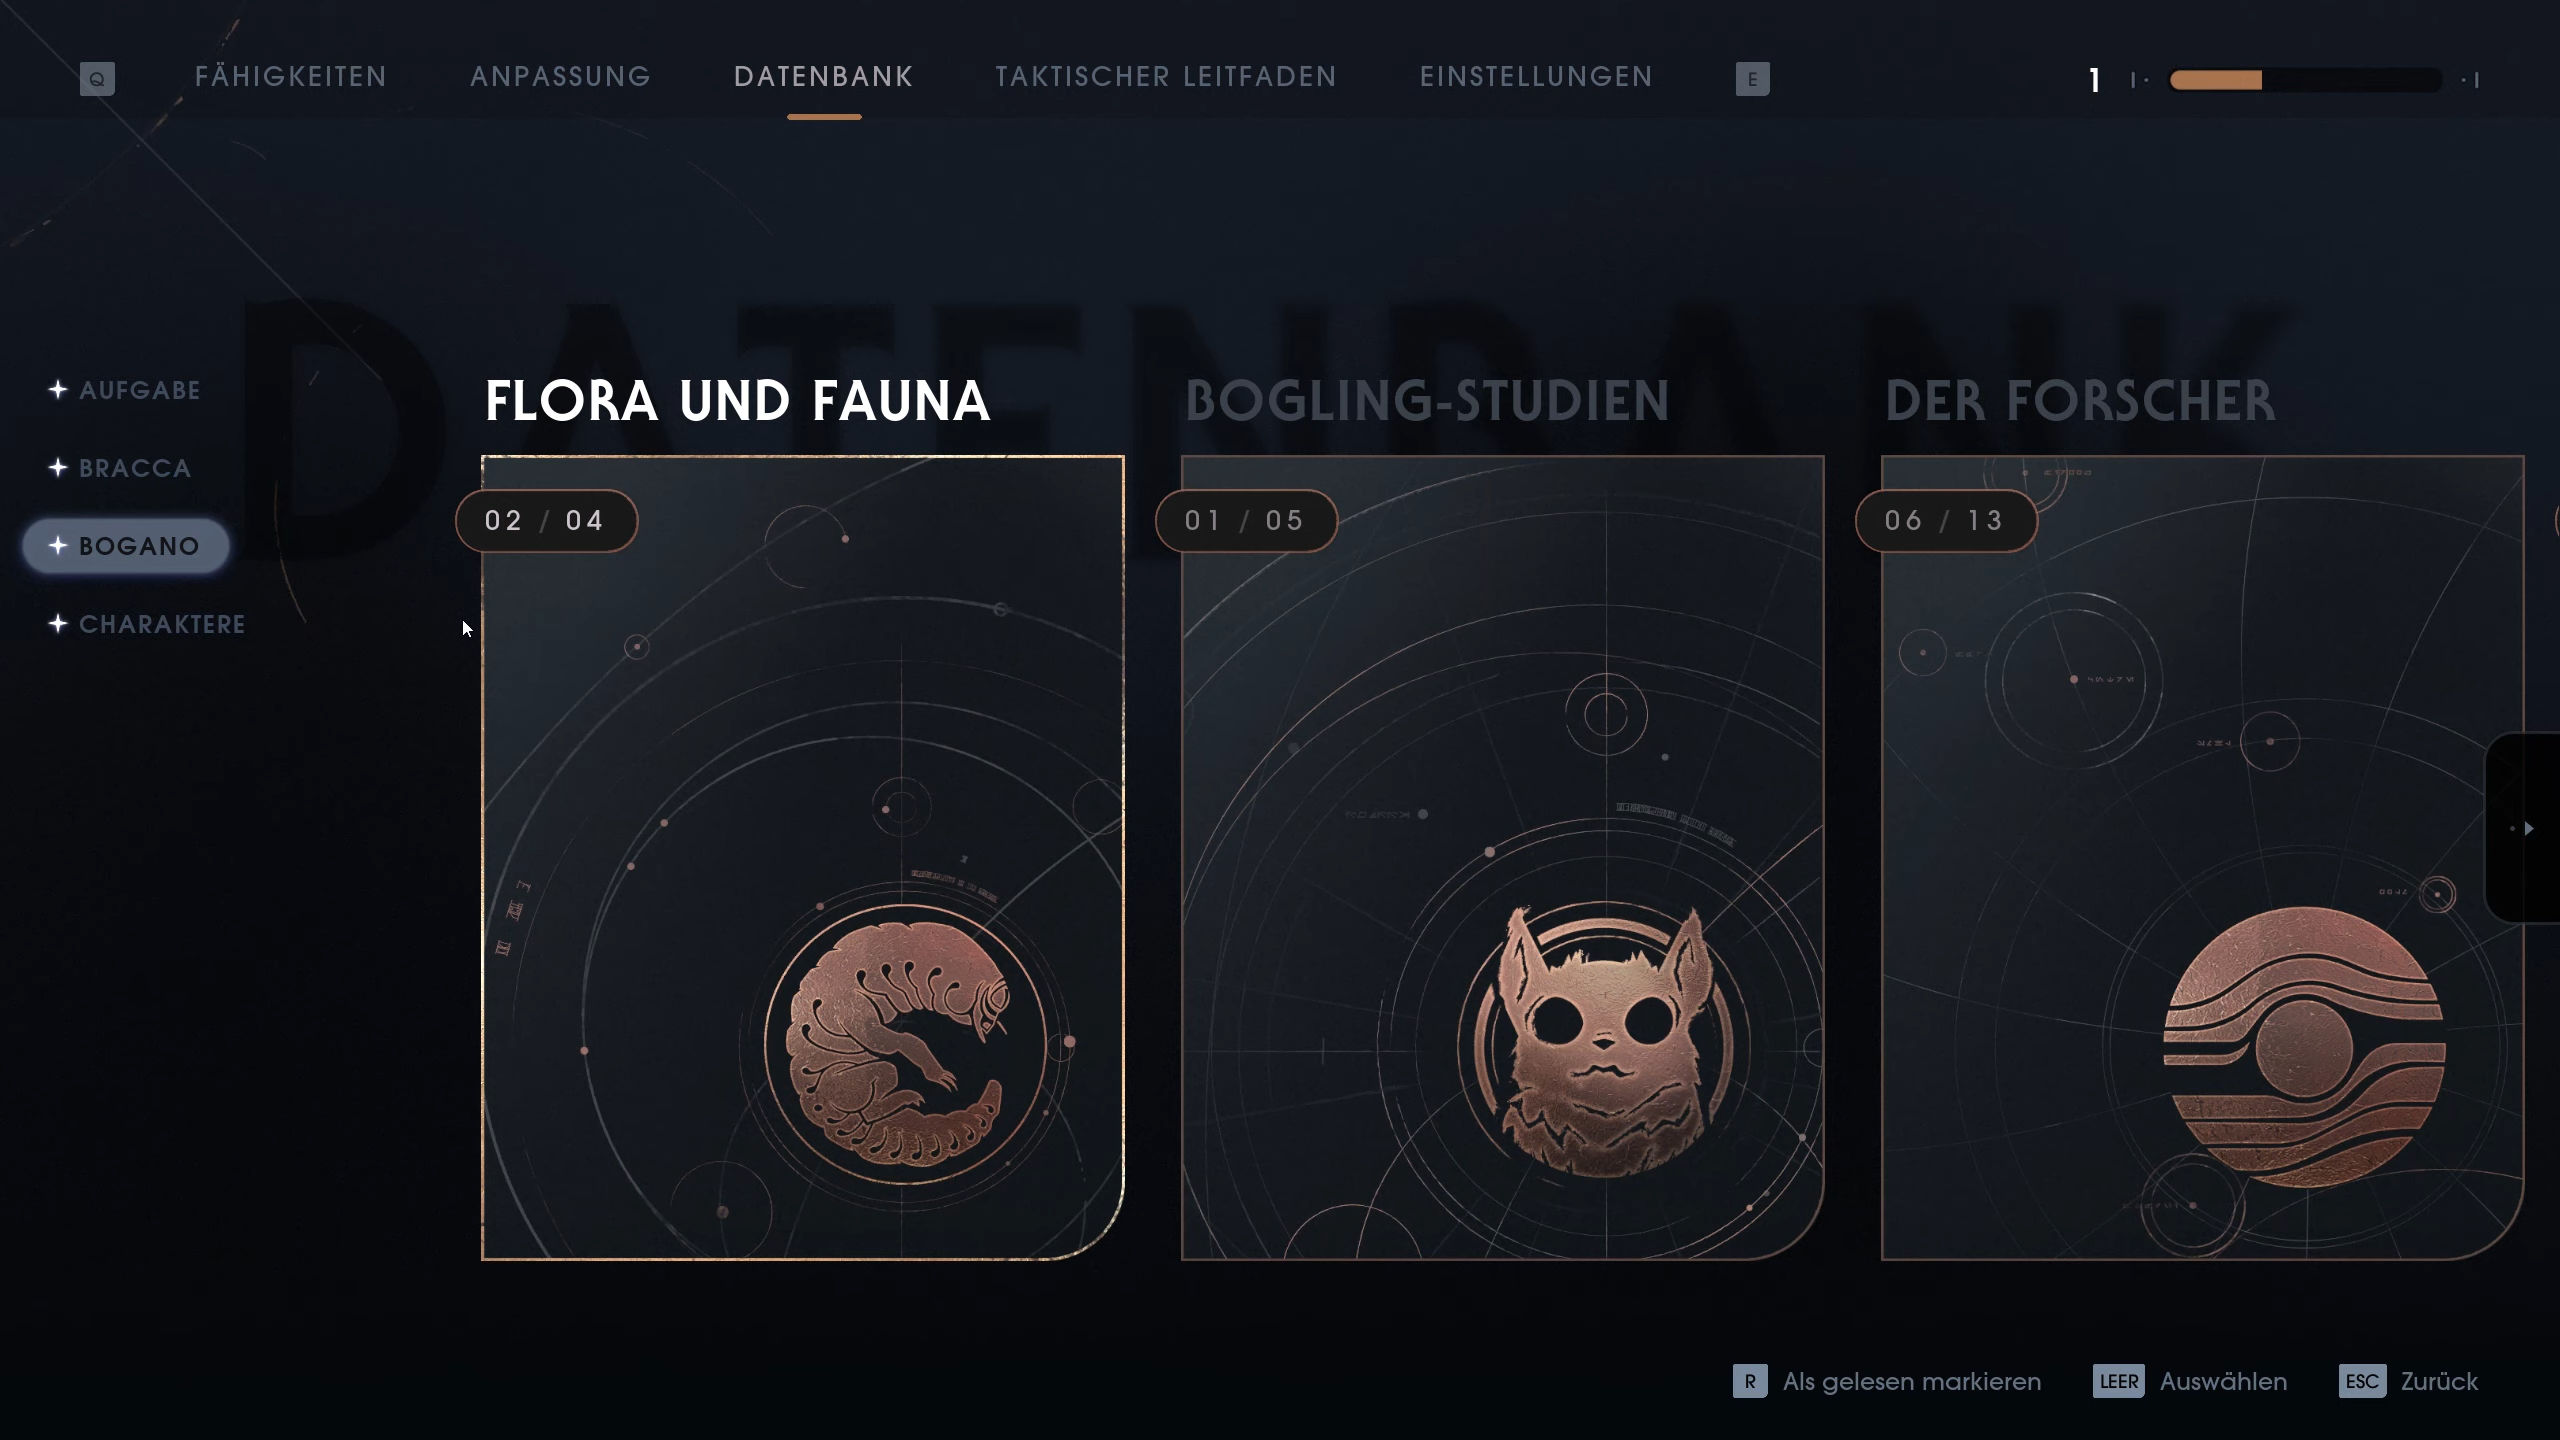 Q FÄHIGKEITEN ANPASSUNG DATENBANK TAKTISCHER LEITFADEN EINSTELLUNGEN E 1
DATENBANK
AUFGABE
BRACCA
BOGANO
CHARAKTERE
FLORA UND FAUNA
02 / 04
BOGLING-STUDIEN
01 / 05
DER FORSCHER
06 / 13
R Als gelesen markieren LEER Auswählen ESC Zurück